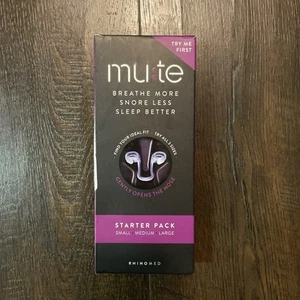 TRY ME
FIRST
mute
BREATHE MORE
SNORE LESS
SLEEP BETTER
FIND YOUR IDEAL FIT - TRY ALL 3 SIZES
GENTLY OPENS THE NOSE
STARTER PACK
SMALL MEDIUM LARGE
RHINOMED